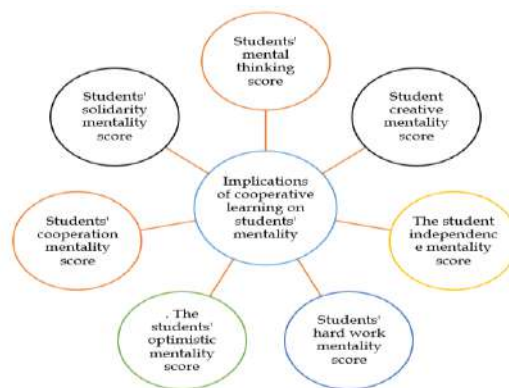 Students'
mental
thinking
score
Students'
solidarity
mentality
score
Student
creative
mentality
score
Implications
of cooperative
learning on
students'
mentality
Students'
cooperation
mentality
score
The student
independenc
e mentality
score
. The
students'
optimistic
mentality
score
Students'
hard work
mentality
score